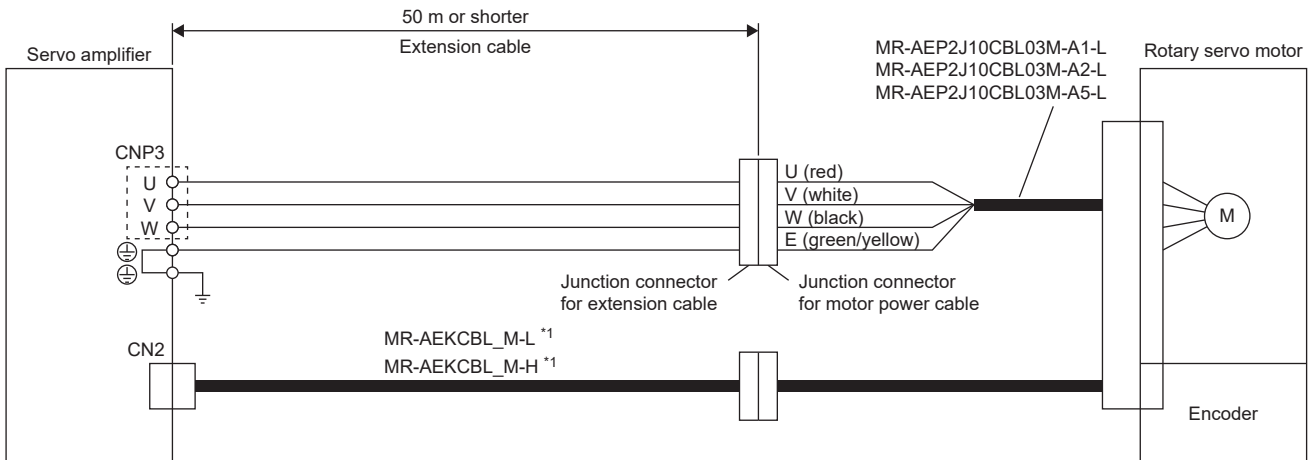 50 m or shorter
Extension cable
Servo amplifier
MR-AEP2J10CBL03M-A1-L
MR-AEP2J10CBL03M-A2-L
MR-AEP2J10CBL03M-A5-L
Rotary servo motor
CNP3
U
V
W
U (red)
V (white)
W (black)
E (green/yellow)
M
Junction connector
for extension cable
Junction connector
for motor power cable
MR-AEKCBL_M-L *1
MR-AEKCBL_M-H *1
CN2
Encoder